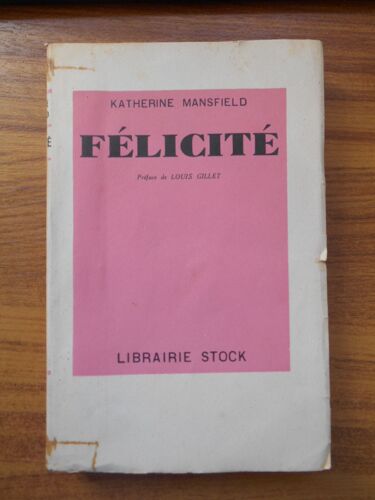 KATHERINE MANSFIELD
FÉLICITÉ
Préface de LOUIS GILLET
LIBRAIRIE STOCK